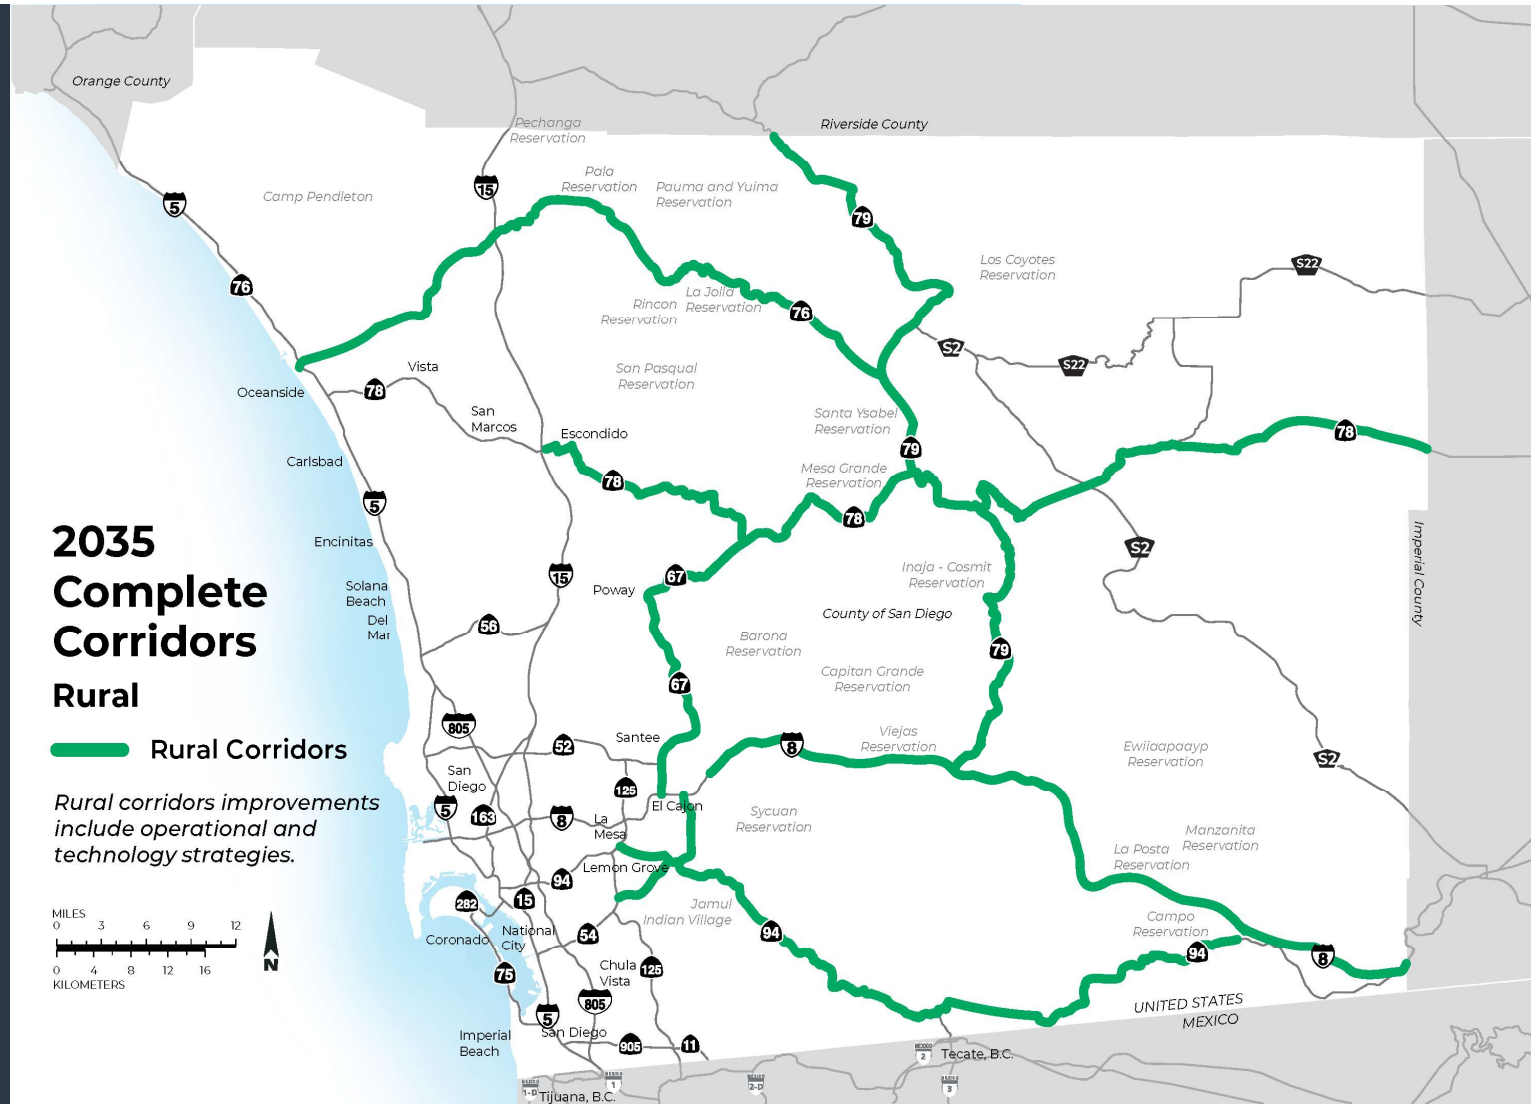 Orange County
Riverside County
Pechanga
Reservation
Pala
Reservation
Pauma and Yuima
Reservation
15
5
Camp Pendleton
79
Los Coyotes
Reservation
S22
76
La Jolla
Reservation
Rincon
Reservation
76
S2
S22
Vista
San Pasqual
Reservation
Oceanside
78
San
Marcos
Escondido
Santa Ysabel
Reservation
78
79
Carlsbad
Mesa Grande
Reservation
78
5
78
Encinitas
S2
Imperial County
2035
Complete
Corridors
Rural
Rural Corridors
Rural corridors improvements
include operational and
technology strategies.
Solana
Beach
Del
Mar
15
Poway
67
Inaja - Cosmit
Reservation
County of San Diego
56
Barona
Reservation
79
Capitan Grande
Reservation
67
805
52
Santee
8
Viejas
Reservation
Ewiiaapaayp
Reservation
S2
San
Diego
125
5
163
8
La
Mesa
El Cajon
Sycuan
Reservation
Manzanita
Reservation
La Posta
Reservation
Lemon Grove
94
282
15
Jamul
Indian Village
Campo
Reservation
94
94
8
Coronado
National
City
54
75
Chula
Vista
125
805
5
UNITED STATES
MEXICO
Imperial
Beach
San Diego
905
11
MEXICO
2
Tecate, B.C.
1-D
Tijuana, B.C.
1
2-D
3
MILES
0 3 6 9 12
0 4 8 12 16
KILOMETERS
N